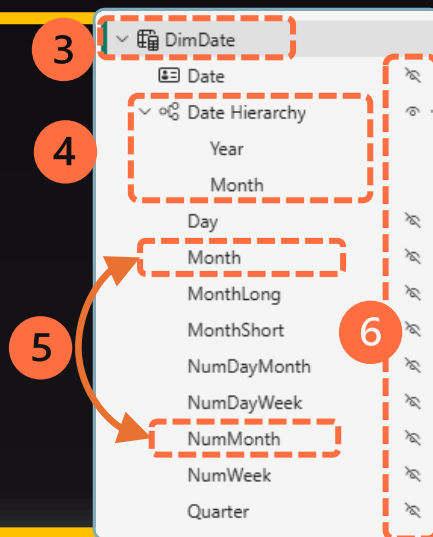 3
DimDate
Date
4
Date Hierarchy
Year
Month
Day
Month
MonthLong
5
MonthShort
6
NumDayMonth
NumDayWeek
NumMonth
NumWeek
Quarter